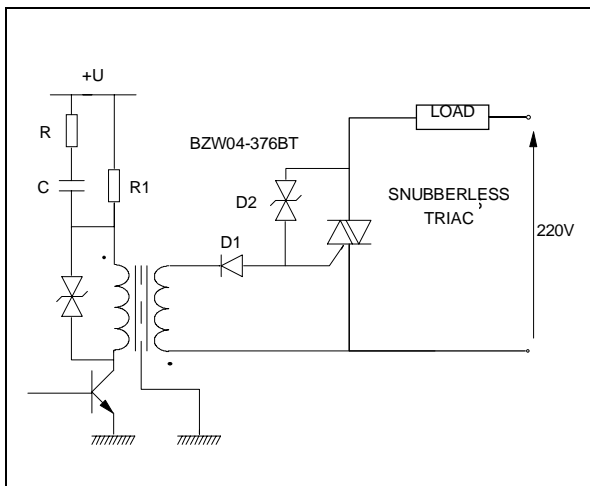 +U
LOAD
R
BZW04-376BT
C
R1
D2
SNUBBERLESS
TRIAC
220V
D1